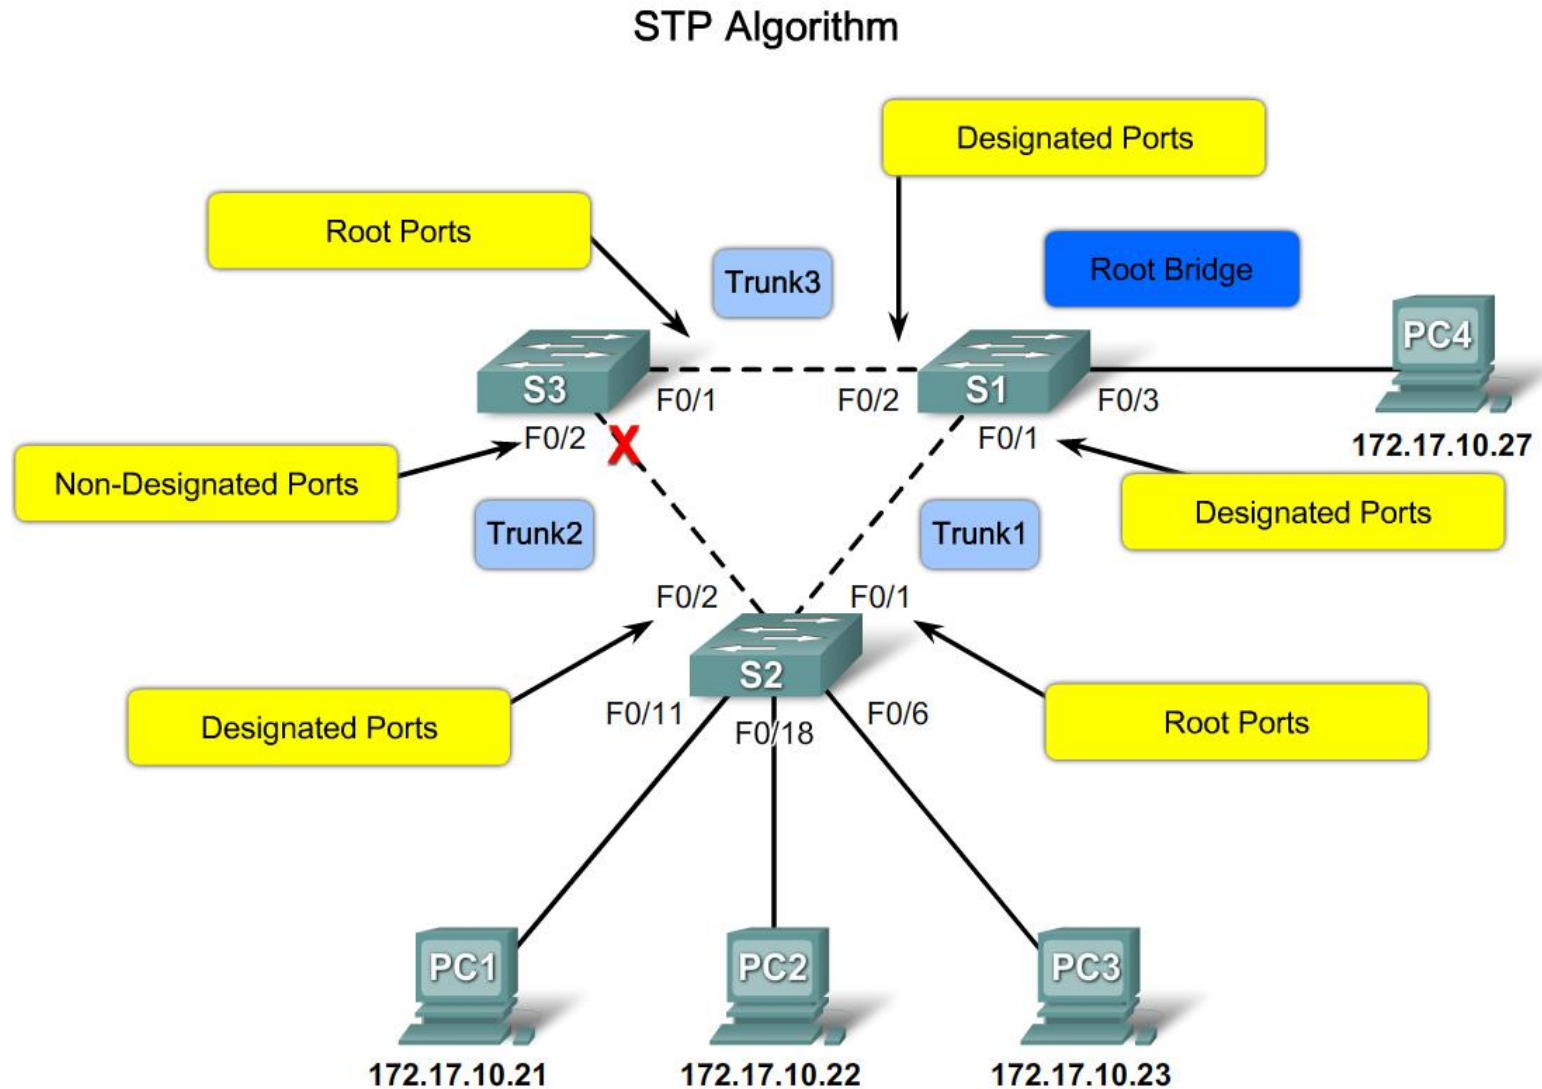 STP Algorithm
Designated Ports
Root Ports
Trunk3
Root Bridge
PC4
S3
S1
F0/1
F0/2
F0/3
F0/2
X
F0/1
172.17.10.27
Non-Designated Ports
Designated Ports
Trunk2
Trunk1
F0/2
F0/1
S2
F0/11
F0/18
F0/6
Designated Ports
Root Ports
PC1
PC2
PC3
172.17.10.21
172.17.10.22
172.17.10.23